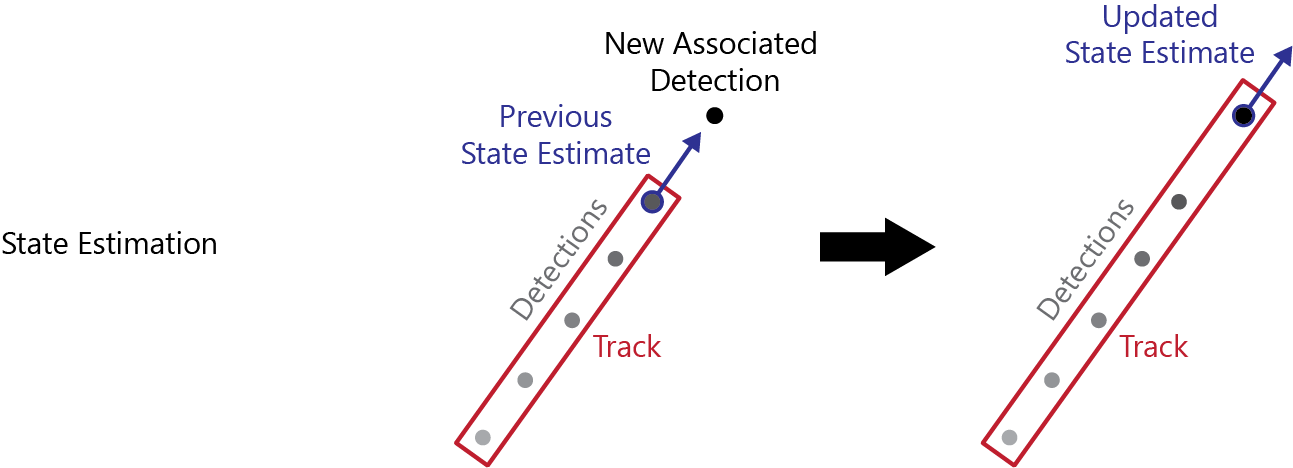 State Estimation
New Associated
Detection
Previous
State Estimate
Detections
Track
Updated
State Estimate
Detections
Track